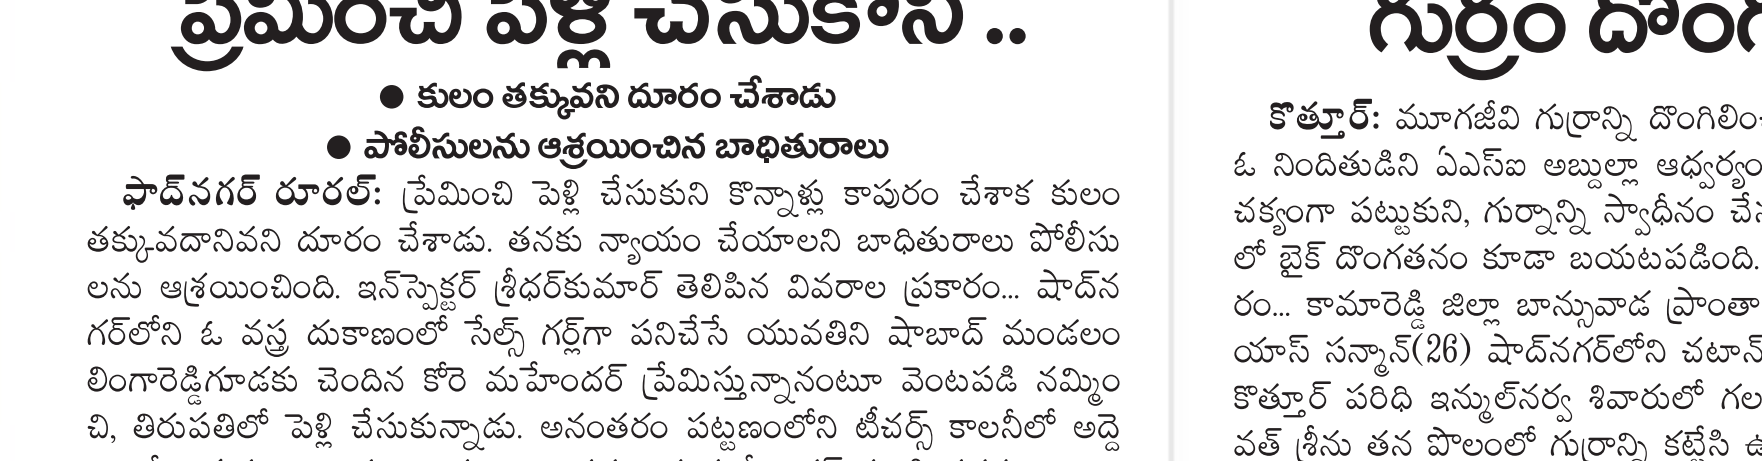 ప్రేమించి పెళ్లి చేసుకొని ..
● కులం తక్కువని దూరం చేశాడు
● పోలీసులను ఆశ్రయించిన బాధితురాలు
ఫాద్‌నగర్ రూరల్: ప్రేమించి పెళ్లి చేసుకుని కొన్నాళ్లు కాపురం చేశాక కులం
తక్కువదానివని దూరం చేశాడు. తనకు న్యాయం చేయాలని బాధితురాలు పోలీసు
లను ఆశ్రయించింది. ఇన్‌స్పెక్టర్ శ్రీధర్‌కుమార్ తెలిపిన వివరాల ప్రకారం... షాద్‌న
గర్‌లోని ఓ వస్త్ర దుకాణంలో సేల్స్ గర్ల్‌గా పనిచేసే యువతిని షాబాద్ మండలం
లింగారెడ్డిగూడకు చెందిన కోరె మహేందర్ ప్రేమిస్తున్నానంటూ వెంటపడి నమ్మిం
చి, తిరుపతిలో పెళ్లి చేసుకున్నాడు. అనంతరం పట్టణంలోని టీచర్స్ కాలనీలో అద్దె
గుర్రం దొంగ
కొత్తూర్: మూగజీవి గుర్రాన్ని దొంగిలిం
ఓ నిందితుడిని ఏఎస్ఐ అబ్దుల్లా ఆధ్వర్యం
చక్యంగా పట్టుకుని, గుర్రాన్ని స్వాధీనం చే
లో బైక్ దొంగతనం కూడా బయటపడింది.
రం... కామారెడ్డి జిల్లా బాన్సువాడ ప్రాంతా
యాస్ సన్మాన్(26) షాద్‌నగర్‌లోని చటాన్
కొత్తూర్ పరిధి ఇన్ముల్‌నర్వ శివారులో గల
వత్ శ్రీను తన పొలంలో గుర్రాన్ని కట్టేసి ఉ